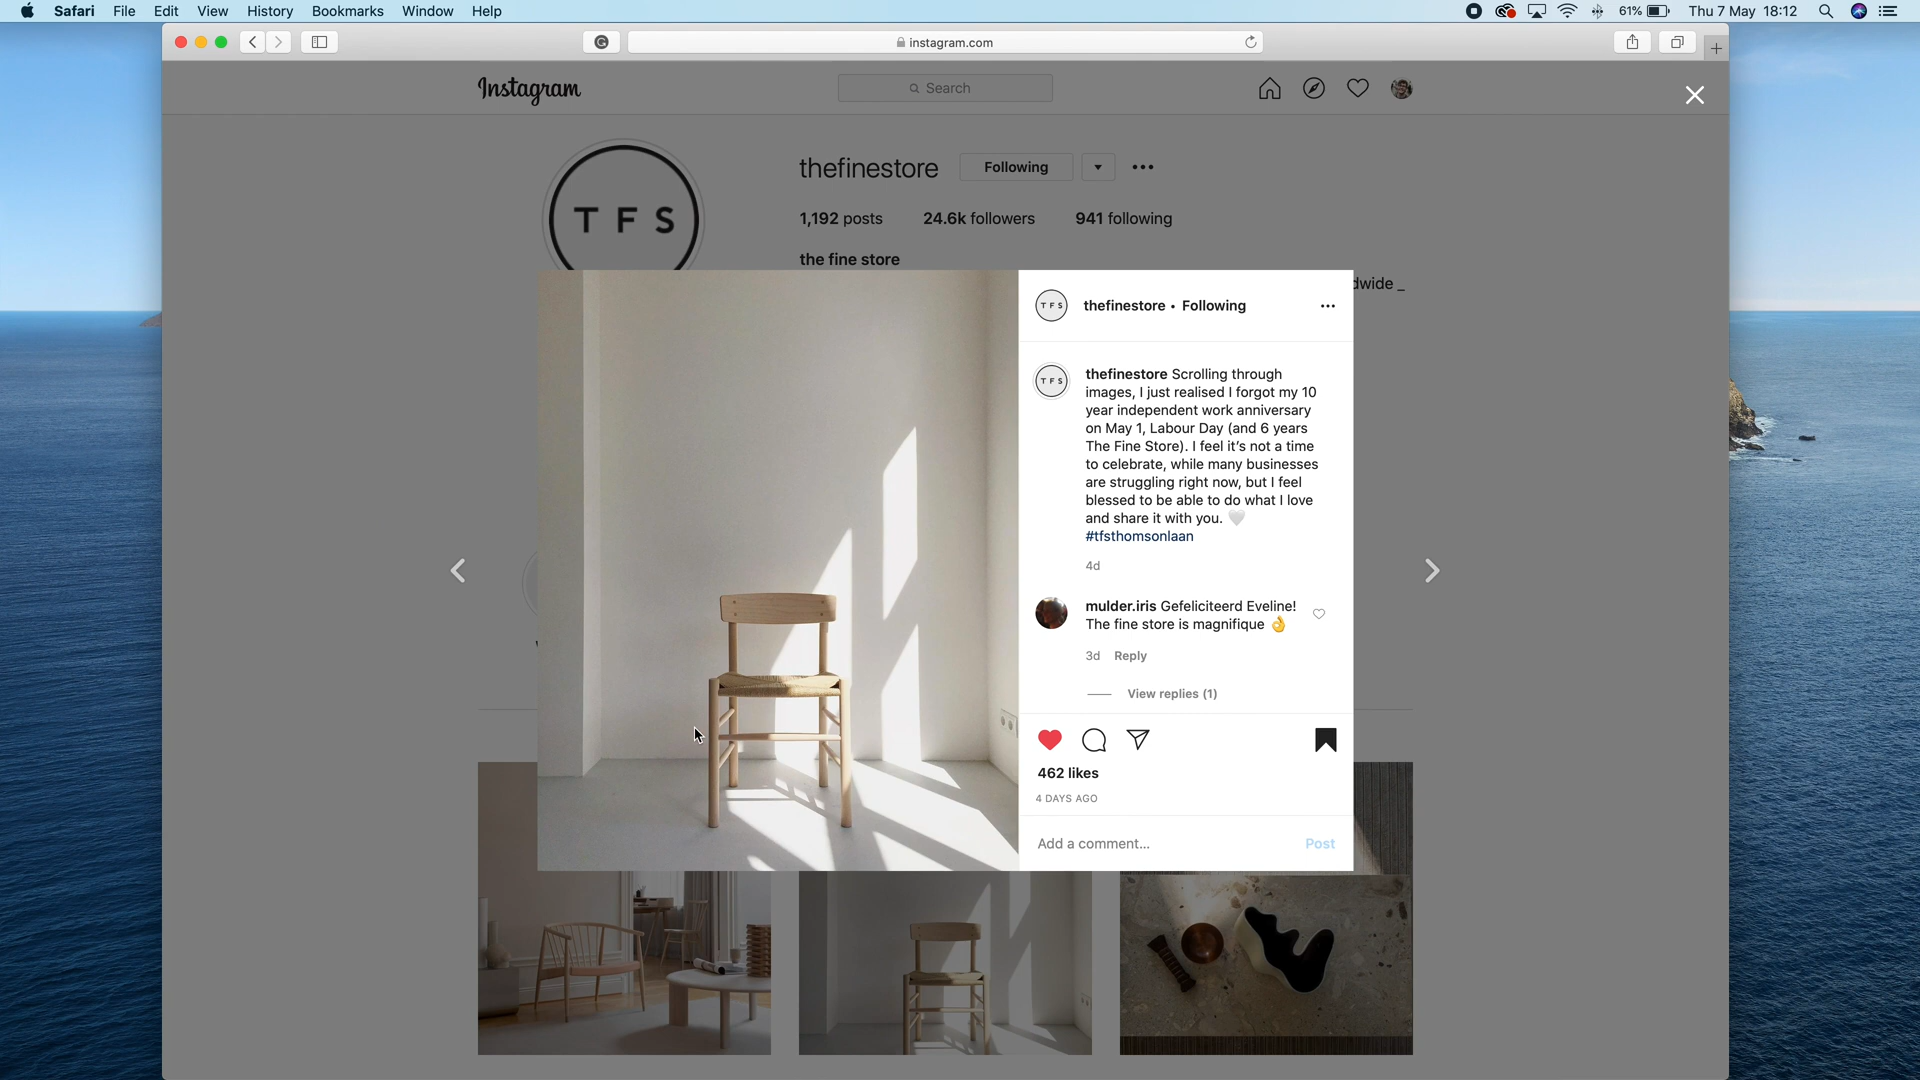 Safari File Edit View History Bookmarks Window Help 61% Thu 7 May 18:12
instagram.com
Instagram Search
TFS
thefinestore Following
1,192 posts 24.6k followers 941 following
the fine store
dwide _
TFS thefinestore • Following
TFS thefinestore Scrolling through
images, I just realised I forgot my 10
year independent work anniversary
on May 1, Labour Day (and 6 years
The Fine Store). I feel it's not a time
to celebrate, while many businesses
are struggling right now, but I feel
blessed to be able to do what I love
and share it with you. 🤍
#tfsthomsonlaan
4d
mulder.iris Gefeliciteerd Eveline!
The fine store is magnifique 👌
3d Reply
View replies (1)
462 likes
4 DAYS AGO
Add a comment... Post